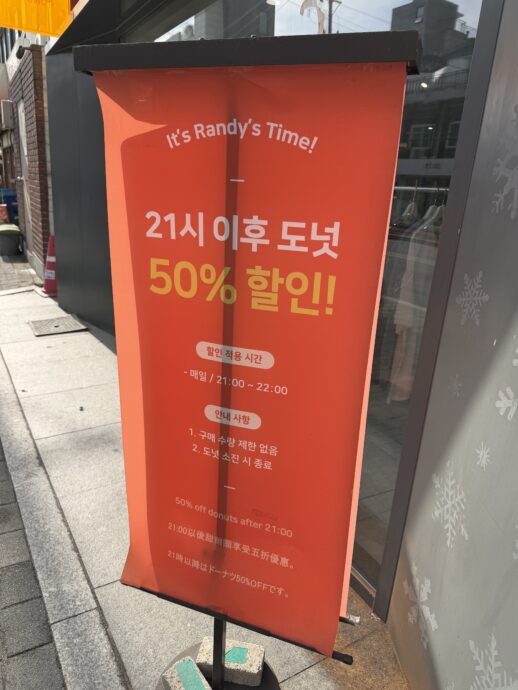 It's Randy's Time!
21시 이후 도넛
50% 할인!
할인 적용 시간
- 매일 / 21:00 ~ 22:00
안내 사항
1. 구매 수량 제한 없음
2. 도넛 소진 시 종료
50% off donuts after 21:00
21:00以後甜甜圈享受五折優惠。
21時以降はドーナツ50%OFFです。